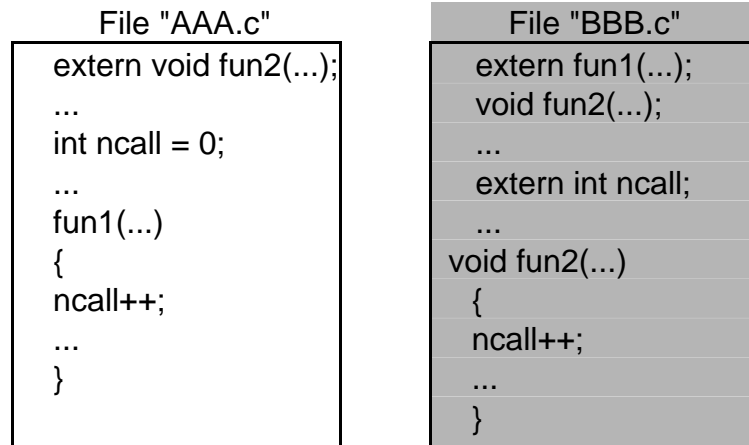 File "AAA.c"
extern void fun2(...);
...
int ncall = 0;
...
fun1(...)
{
ncall++;
...
}
File "BBB.c"
extern fun1(...);
void fun2(...);
...
extern int ncall;
...
void fun2(...)
{
ncall++;
...
}